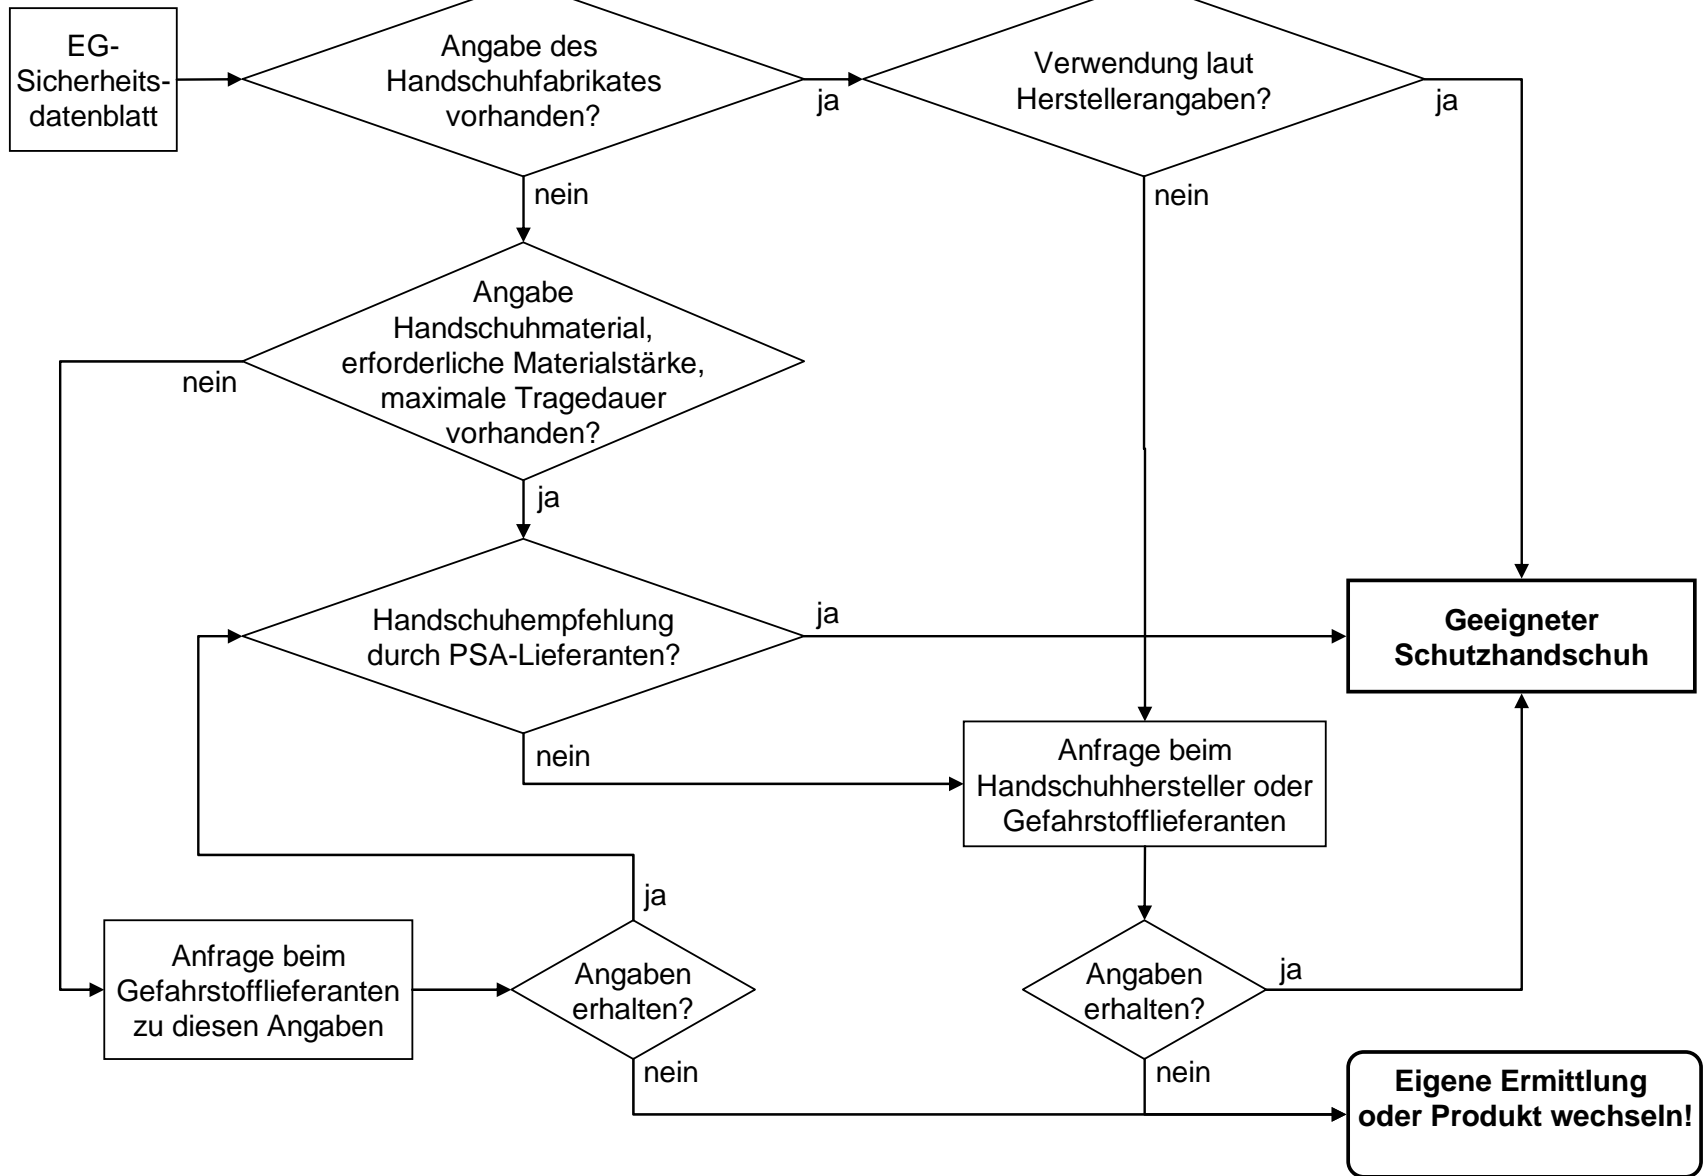 EG-
Sicherheits-
datenblatt
Angabe des
Handschuhfabrikates
vorhanden?
ja
Verwendung laut
Herstellerangaben?
ja
nein
nein
Angabe
Handschuhmaterial,
erforderliche Materialstärke,
maximale Tragedauer
vorhanden?
nein
ja
Handschuhempfehlung
durch PSA-Lieferanten?
ja
nein
Geeigneter
Schutzhandschuh
Anfrage beim
Handschuhhersteller oder
Gefahrstofflieferanten
ja
Anfrage beim
Gefahrstofflieferanten
zu diesen Angaben
Angaben
erhalten?
nein
Angaben
erhalten?
ja
nein
Eigene Ermittlung
oder Produkt wechseln!